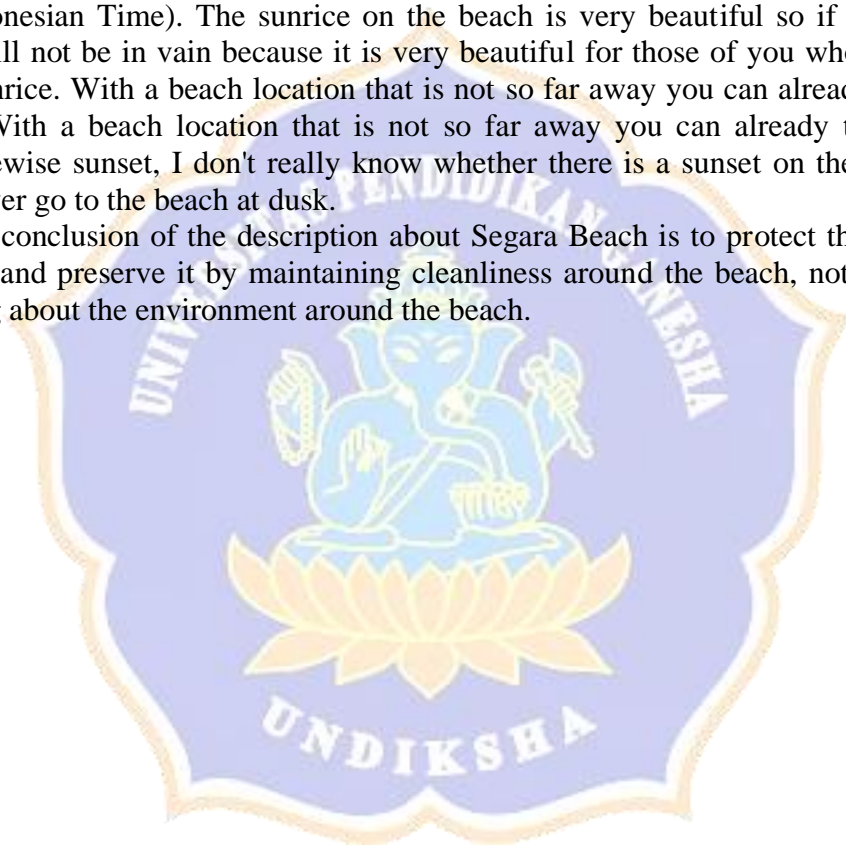 onesian Time). The sunrice on the beach is very beautiful so if
ll not be in vain because it is very beautiful for those of you who
rice. With a beach location that is not so far away you can alread
With a beach location that is not so far away you can already t
ewise sunset, I don't really know whether there is a sunset on the
er go to the beach at dusk.
conclusion of the description about Segara Beach is to protect th
and preserve it by maintaining cleanliness around the beach, not
about the environment around the beach.
UNIVERSITAS PENDIDIKAN GANESHA
UNDIKSHA